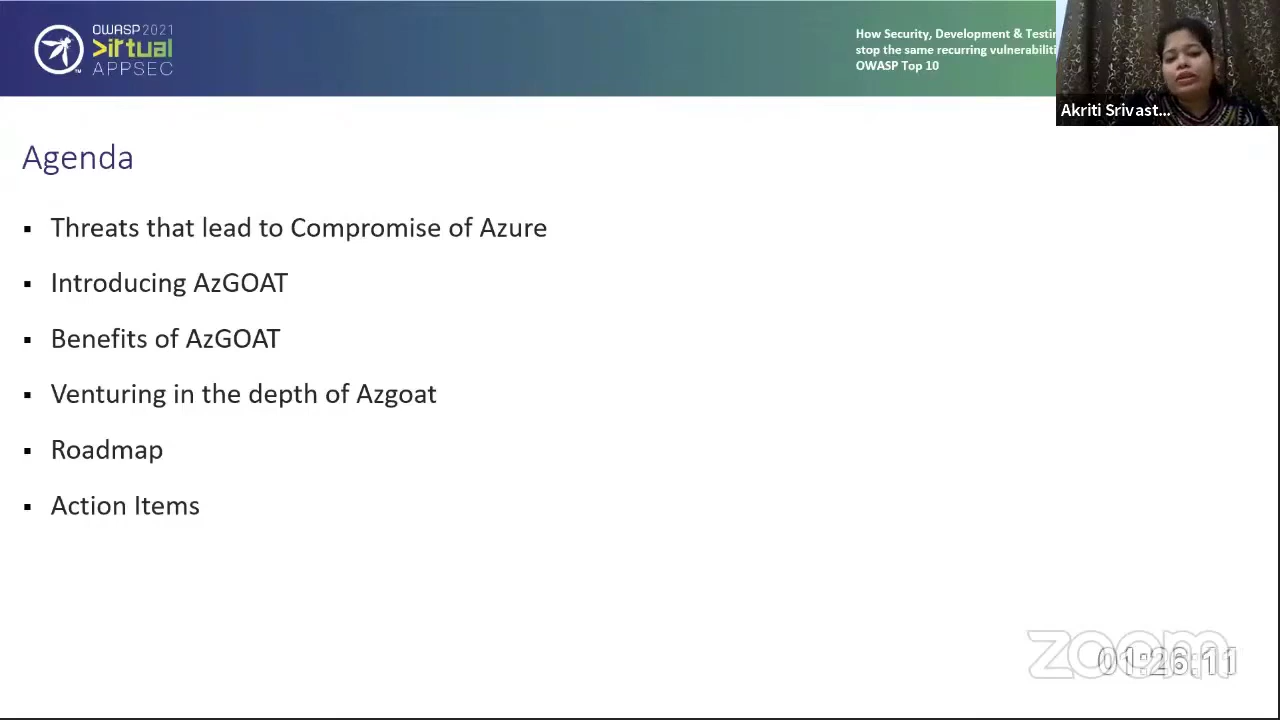 OWASP 2021
Virtual
APPSEC
TM
How Security, Development &
stop the same recurring
OWASP Top 10
Akriti Srivast...
Agenda
▪ Threats that lead to Compromise of Azure
▪ Introducing AzGOAT
▪ Benefits of AzGOAT
▪ Venturing in the depth of Azgoat
▪ Roadmap
▪ Action Items
zoom
01:26:11